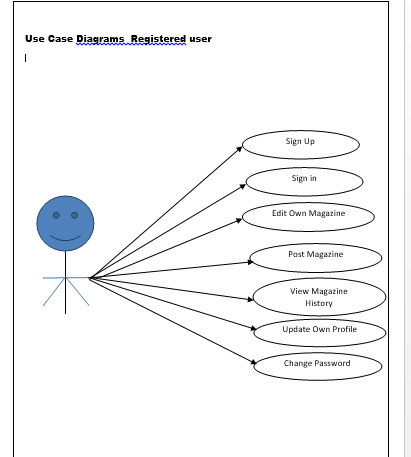 Use Case Diagrams  Registered user
Sign Up
Sign in
Edit Own Magazine
Post Magazine
View Magazine
History
Update Own Profile
Change Password